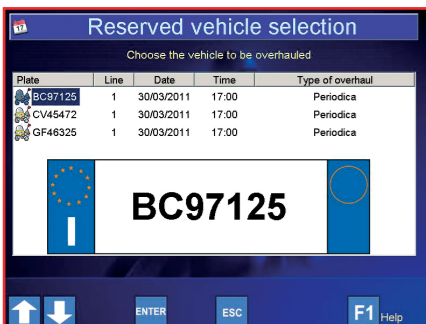 Reserved vehicle selection
Choose the vehicle to be overhauled
Plate Line Date Time Type of overhaul
BC97125 1 30/03/2011 17:00 Periodica
CV45472 1 30/03/2011 17:00 Periodica
GF46325 1 30/03/2011 17:00 Periodica
I BC97125
ENTER ESC F1 Help